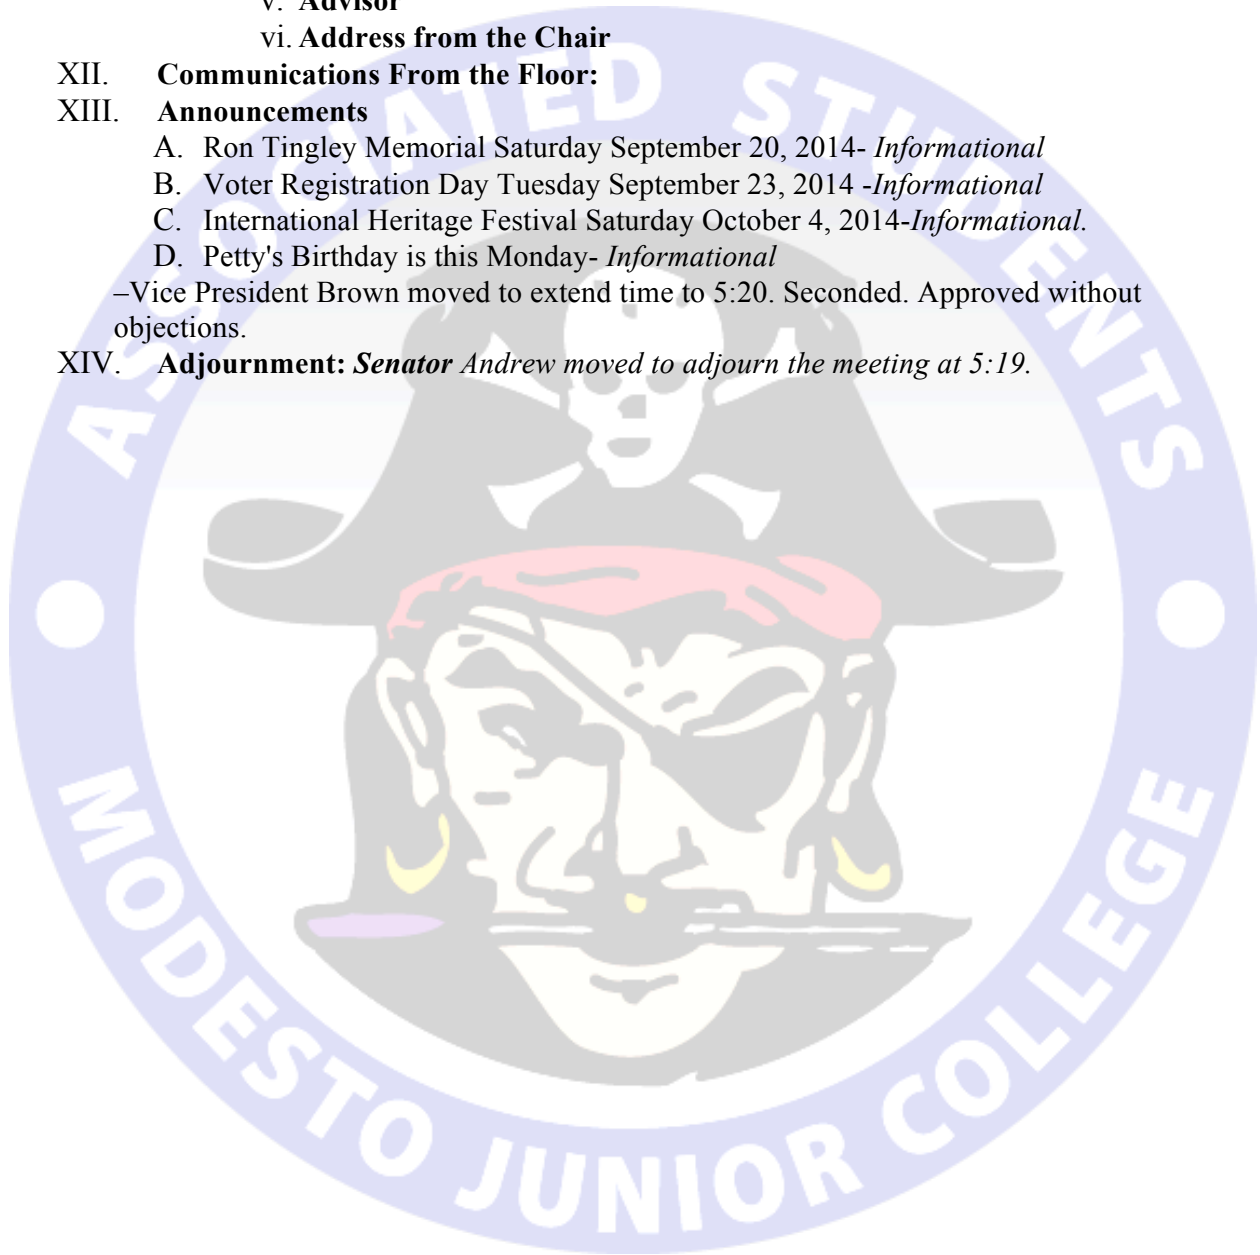 v. Advisor
vi. Address from the Chair
XII. Communications From the Floor:
XIII. Announcements
A. Ron Tingley Memorial Saturday September 20, 2014- Informational
B. Voter Registration Day Tuesday September 23, 2014 -Informational
C. International Heritage Festival Saturday October 4, 2014-Informational.
D. Petty's Birthday is this Monday- Informational
–Vice President Brown moved to extend time to 5:20. Seconded. Approved without
objections.
XIV. Adjournment: Senator Andrew moved to adjourn the meeting at 5:19.
ASSOCIATED STUDENTS
MODESTO JUNIOR COLLEGE